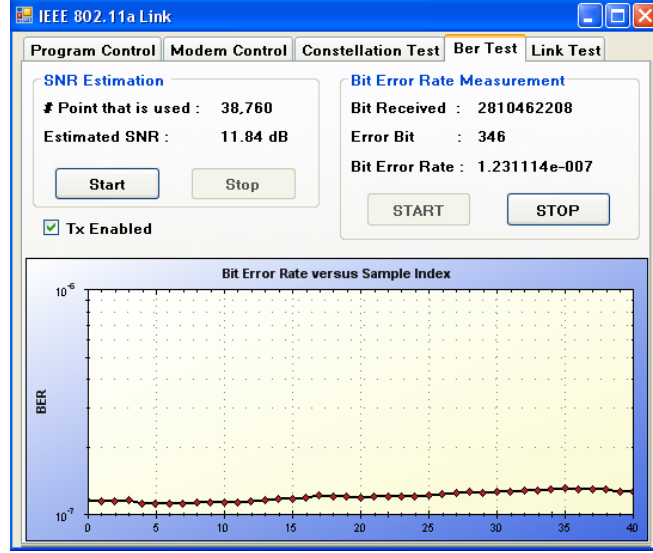 IEEE 802.11a Link
Program Control Modem Control Constellation Test Ber Test Link Test
SNR Estimation
# Point that is used : 38,760
Estimated SNR : 11.84 dB
Start Stop
Tx Enabled
Bit Error Rate Measurement
Bit Received : 2810462208
Error Bit : 346
Bit Error Rate : 1.231114e-007
START STOP
Bit Error Rate versus Sample Index
BER
10^-6
10^-7
0 5 10 15 20 25 30 35 40